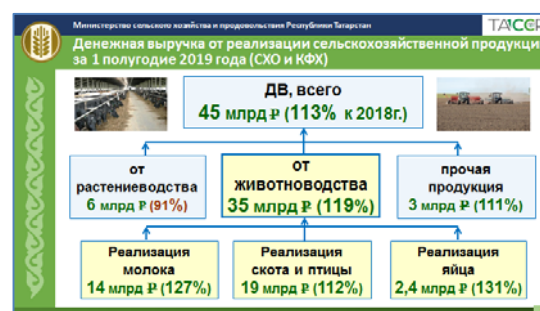 Министерство сельского хозяйства и продовольствия Республики Татарстан
Денежная выручка от реализации сельскохозяйственной продукци
за 1 полугодие 2019 года (СХО и КФХ)
ДВ, всего
45 млрд ₽ (113% к 2018г.)
от
растениеводства
6 млрд ₽ (91%)
от
животноводства
35 млрд ₽ (119%)
прочая
продукция
3 млрд ₽ (111%)
Реализация
молока
14 млрд ₽ (127%)
Реализация
скота и птицы
19 млрд ₽ (112%)
Реализация
яйца
2,4 млрд ₽ (131%)